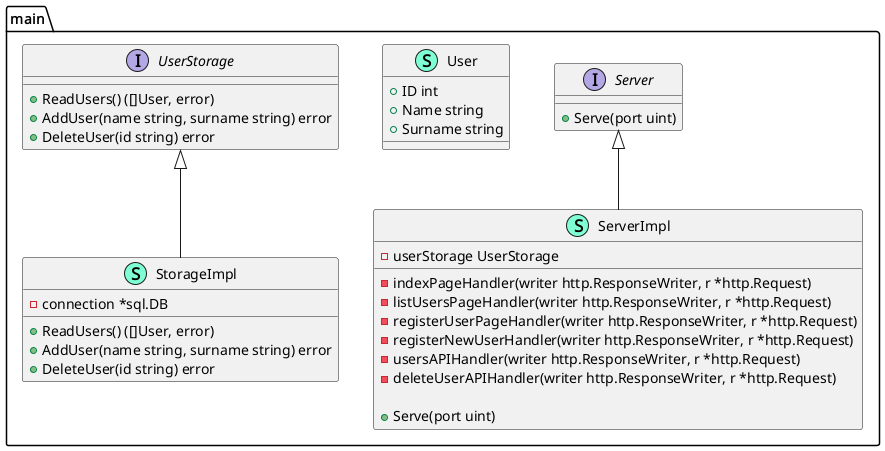 main
I UserStorage
ReadUsers() ([]User, error)
AddUser(name string, surname string) error
DeleteUser(id string) error
S User
ID int
Name string
Surname string
I Server
Serve(port uint)
S StorageImpl
connection *sql.DB
ReadUsers() ([]User, error)
AddUser(name string, surname string) error
DeleteUser(id string) error
S ServerImpl
userStorage UserStorage
indexPageHandler(writer http.ResponseWriter, r *http.Request)
listUsersPageHandler(writer http.ResponseWriter, r *http.Request)
registerUserPageHandler(writer http.ResponseWriter, r *http.Request)
registerNewUserHandler(writer http.ResponseWriter, r *http.Request)
usersAPIHandler(writer http.ResponseWriter, r *http.Request)
deleteUserAPIHandler(writer http.ResponseWriter, r *http.Request)
Serve(port uint)